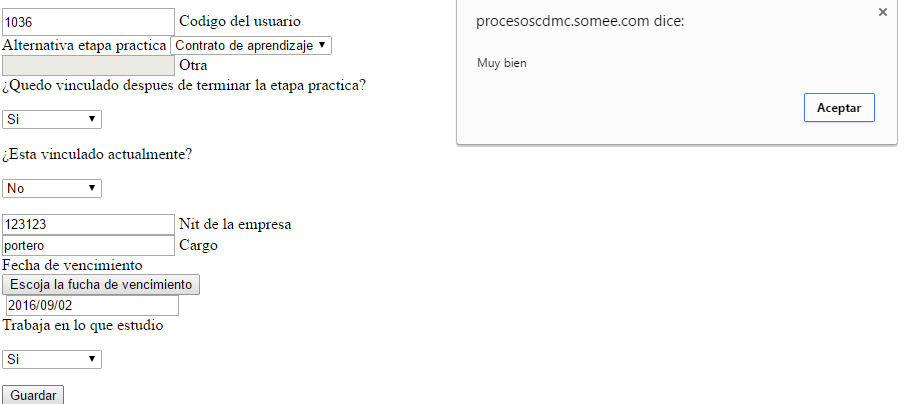 1036 Codigo del usuario
Alternativa etapa practica Contrato de aprendizaje
Otra
¿Quedo vinculado despues de terminar la etapa practica?
Si
¿Esta vinculado actualmente?
No
123123 Nit de la empresa
portero Cargo
Fecha de vencimiento
Escoja la fucha de vencimiento
2016/09/02
Trabaja en lo que estudio
Si
Guardar
procesoscdmc.somee.com dice:
Muy bien
Aceptar